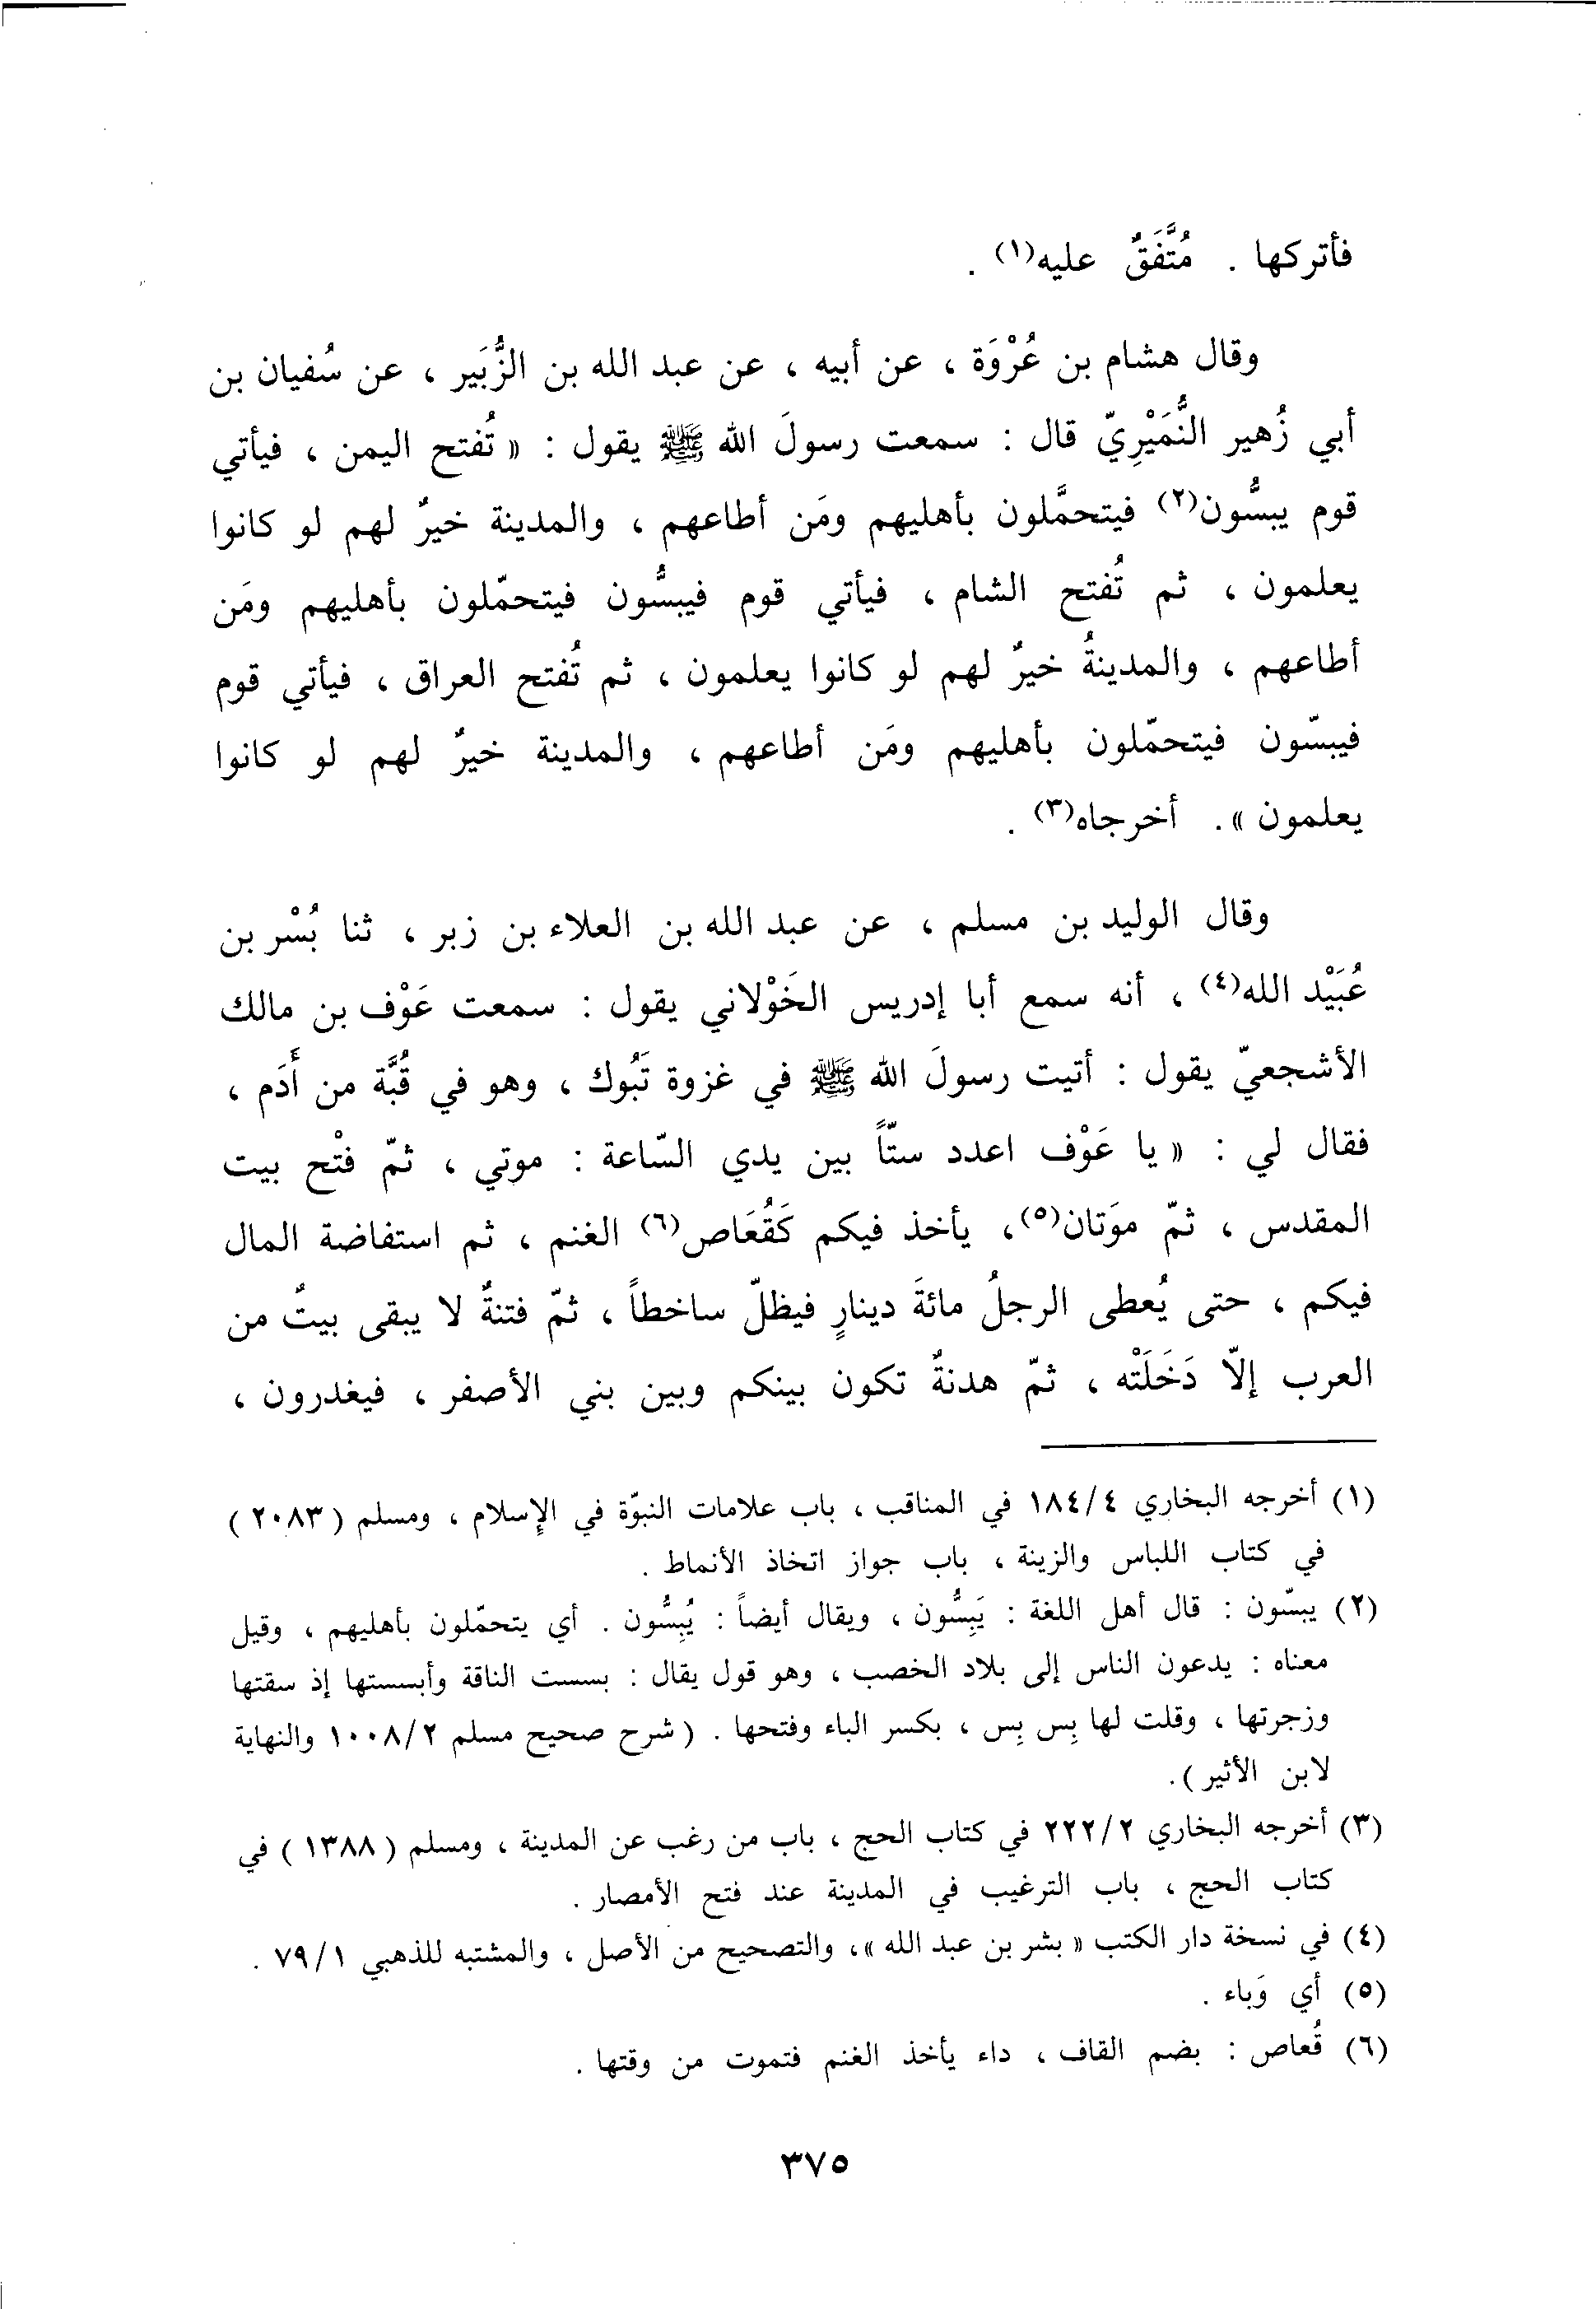 فأتركها . مُتَّفَقٌ عليه(١) .
وقال هشام بن عُرْوَة ، عن أبيه ، عن عبد الله بن الزُّبَير ، عن سُفيان بن
أبي زُهير النُّمَيْرِيّ قال : سمعت رسولَ الله ﷺ يقول : « تُفتح اليمن ، فيأتي
قوم يبسُّون(٢) فيتحمَّلون بأهليهم ومَن أطاعهم ، والمدينة خيرٌ لهم لو كانوا
يعلمون ، ثم تُفتح الشام ، فيأتي قوم فيبسُّون فيتحمّلون بأهليهم ومَن
أطاعهم ، والمدينةُ خيرٌ لهم لو كانوا يعلمون ، ثم تُفتح العراق ، فيأتي قوم
فيبسّون فيتحمّلون بأهليهم ومَن أطاعهم ، والمدينة خيرٌ لهم لو كانوا
يعلمون ». أخرجاه(٣) .
وقال الوليد بن مسلم ، عن عبد الله بن العلاء بن زبر ، ثنا بُسْر بن
عُبَيْد الله(٤) ، أنه سمع أبا إدريس الخَوْلاني يقول : سمعت عَوْف بن مالك
الأشجعيّ يقول : أتيت رسولَ الله ﷺ في غزوة تَبُوك ، وهو في قُبَّة من أَدَم ،
فقال لي : « يا عَوْف اعدد ستّاً بين يدي السّاعة : موتي ، ثمّ فتْح بيت
المقدس ، ثمّ موَتان(٥)، يأخذ فيكم كَقُعَاص(٦) الغنم ، ثم استفاضة المال
فيكم ، حتى يُعطى الرجلُ مائةَ دينارٍ فيظلّ ساخطاً ، ثمّ فتنةٌ لا يبقى بيتٌ من
العرب إلّا دَخَلَتْه ، ثمّ هدنةٌ تكون بينكم وبين بني الأصفر ، فيغدرون ،
(١) أخرجه البخاري ١٨٤/٤ في المناقب ، باب علامات النبوّة في الإسلام ، ومسلم ( ٢٠٨٣ )
في كتاب اللباس والزينة ، باب جواز اتخاذ الأنماط .
(٢) يبسّون : قال أهل اللغة : يَبِسُّون ، ويقال أيضاً : يُبِسُّون . أي يتحمّلون بأهليهم ، وقيل
معناه : يدعون الناس إلى بلاد الخصب ، وهو قول يقال : بسست الناقة وأبسستها إذ سقتها
وزجرتها ، وقلت لها بِس بِس ، بكسر الباء وفتحها . ( شرح صحيح مسلم ١٠٠٨/٢ والنهاية
لابن الأثير ).
(٣) أخرجه البخاري ٢٢٢/٢ في كتاب الحج ، باب من رغب عن المدينة ، ومسلم ( ١٣٨٨ ) في
كتاب الحج ، باب الترغيب في المدينة عند فتح الأمصار .
(٤) في نسخة دار الكتب « بشر بن عبد الله »، والتصحيح من الأصل ، والمشتبه للذهبي ٧٩/١ .
(٥) أي وَباء .
(٦) قُعاص : بضم القاف ، داء يأخذ الغنم فتموت من وقتها .
٣٧٥